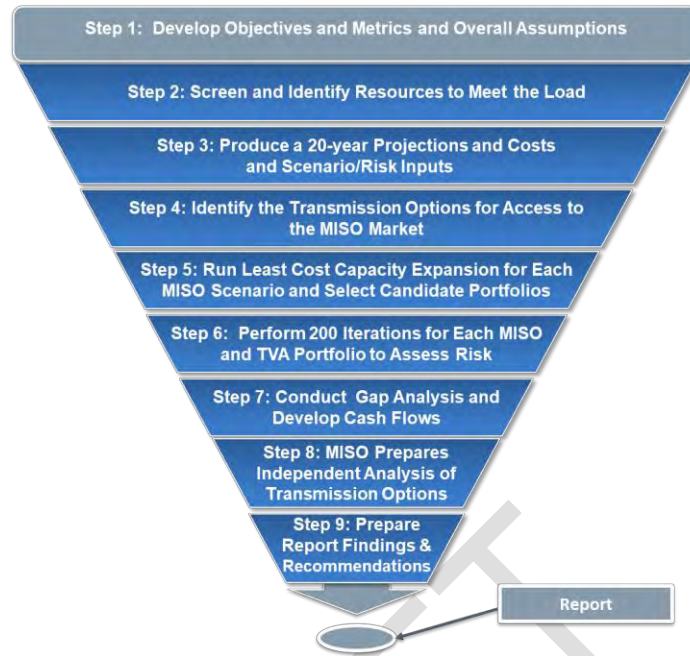 Step 1: Develop Objectives and Metrics and Overall Assumptions
Step 2: Screen and Identify Resources to Meet the Load
Step 3: Produce a 20-year Projections and Costs
and Scenario/Risk Inputs
Step 4: Identify the Transmission Options for Access to
the MISO Market
Step 5: Run Least Cost Capacity Expansion for Each
MISO Scenario and Select Candidate Portfolios
Step 6: Perform 200 Iterations for Each MISO
and TVA Portfolio to Assess Risk
Step 7: Conduct Gap Analysis and
Develop Cash Flows
Step 8: MISO Prepares
Independent Analysis of
Transmission Options
Step 9: Prepare
Report Findings &
Recommendations
Report